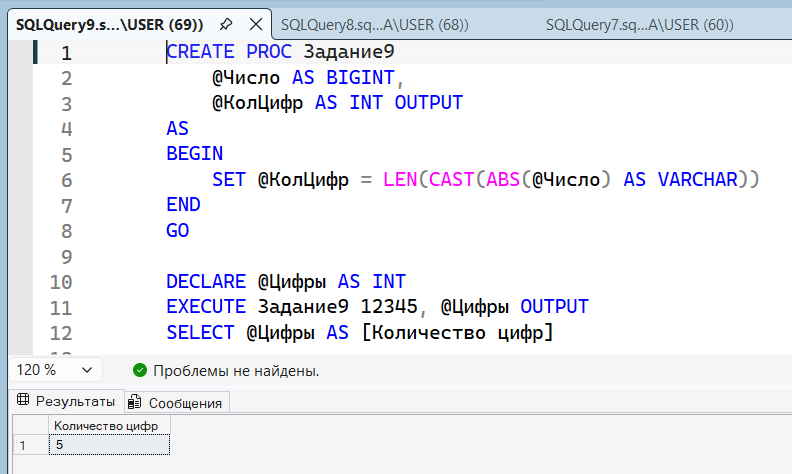 SQLQuery9.s...\USER (69)) SQLQuery8.sq...A\USER (68)) SQLQuery7.sq...A\USER (60))
1 CREATE PROC Задание9
2 @Число AS BIGINT,
3 @КолЦифр AS INT OUTPUT
4 AS
5 BEGIN
6 SET @КолЦифр = LEN(CAST(ABS(@Число) AS VARCHAR))
7 END
8 GO
9
10 DECLARE @Цифры AS INT
11 EXECUTE Задание9 12345, @Цифры OUTPUT
12 SELECT @Цифры AS [Количество цифр]
120 % Проблемы не найдены.
Результаты Сообщения
Количество цифр
1 5